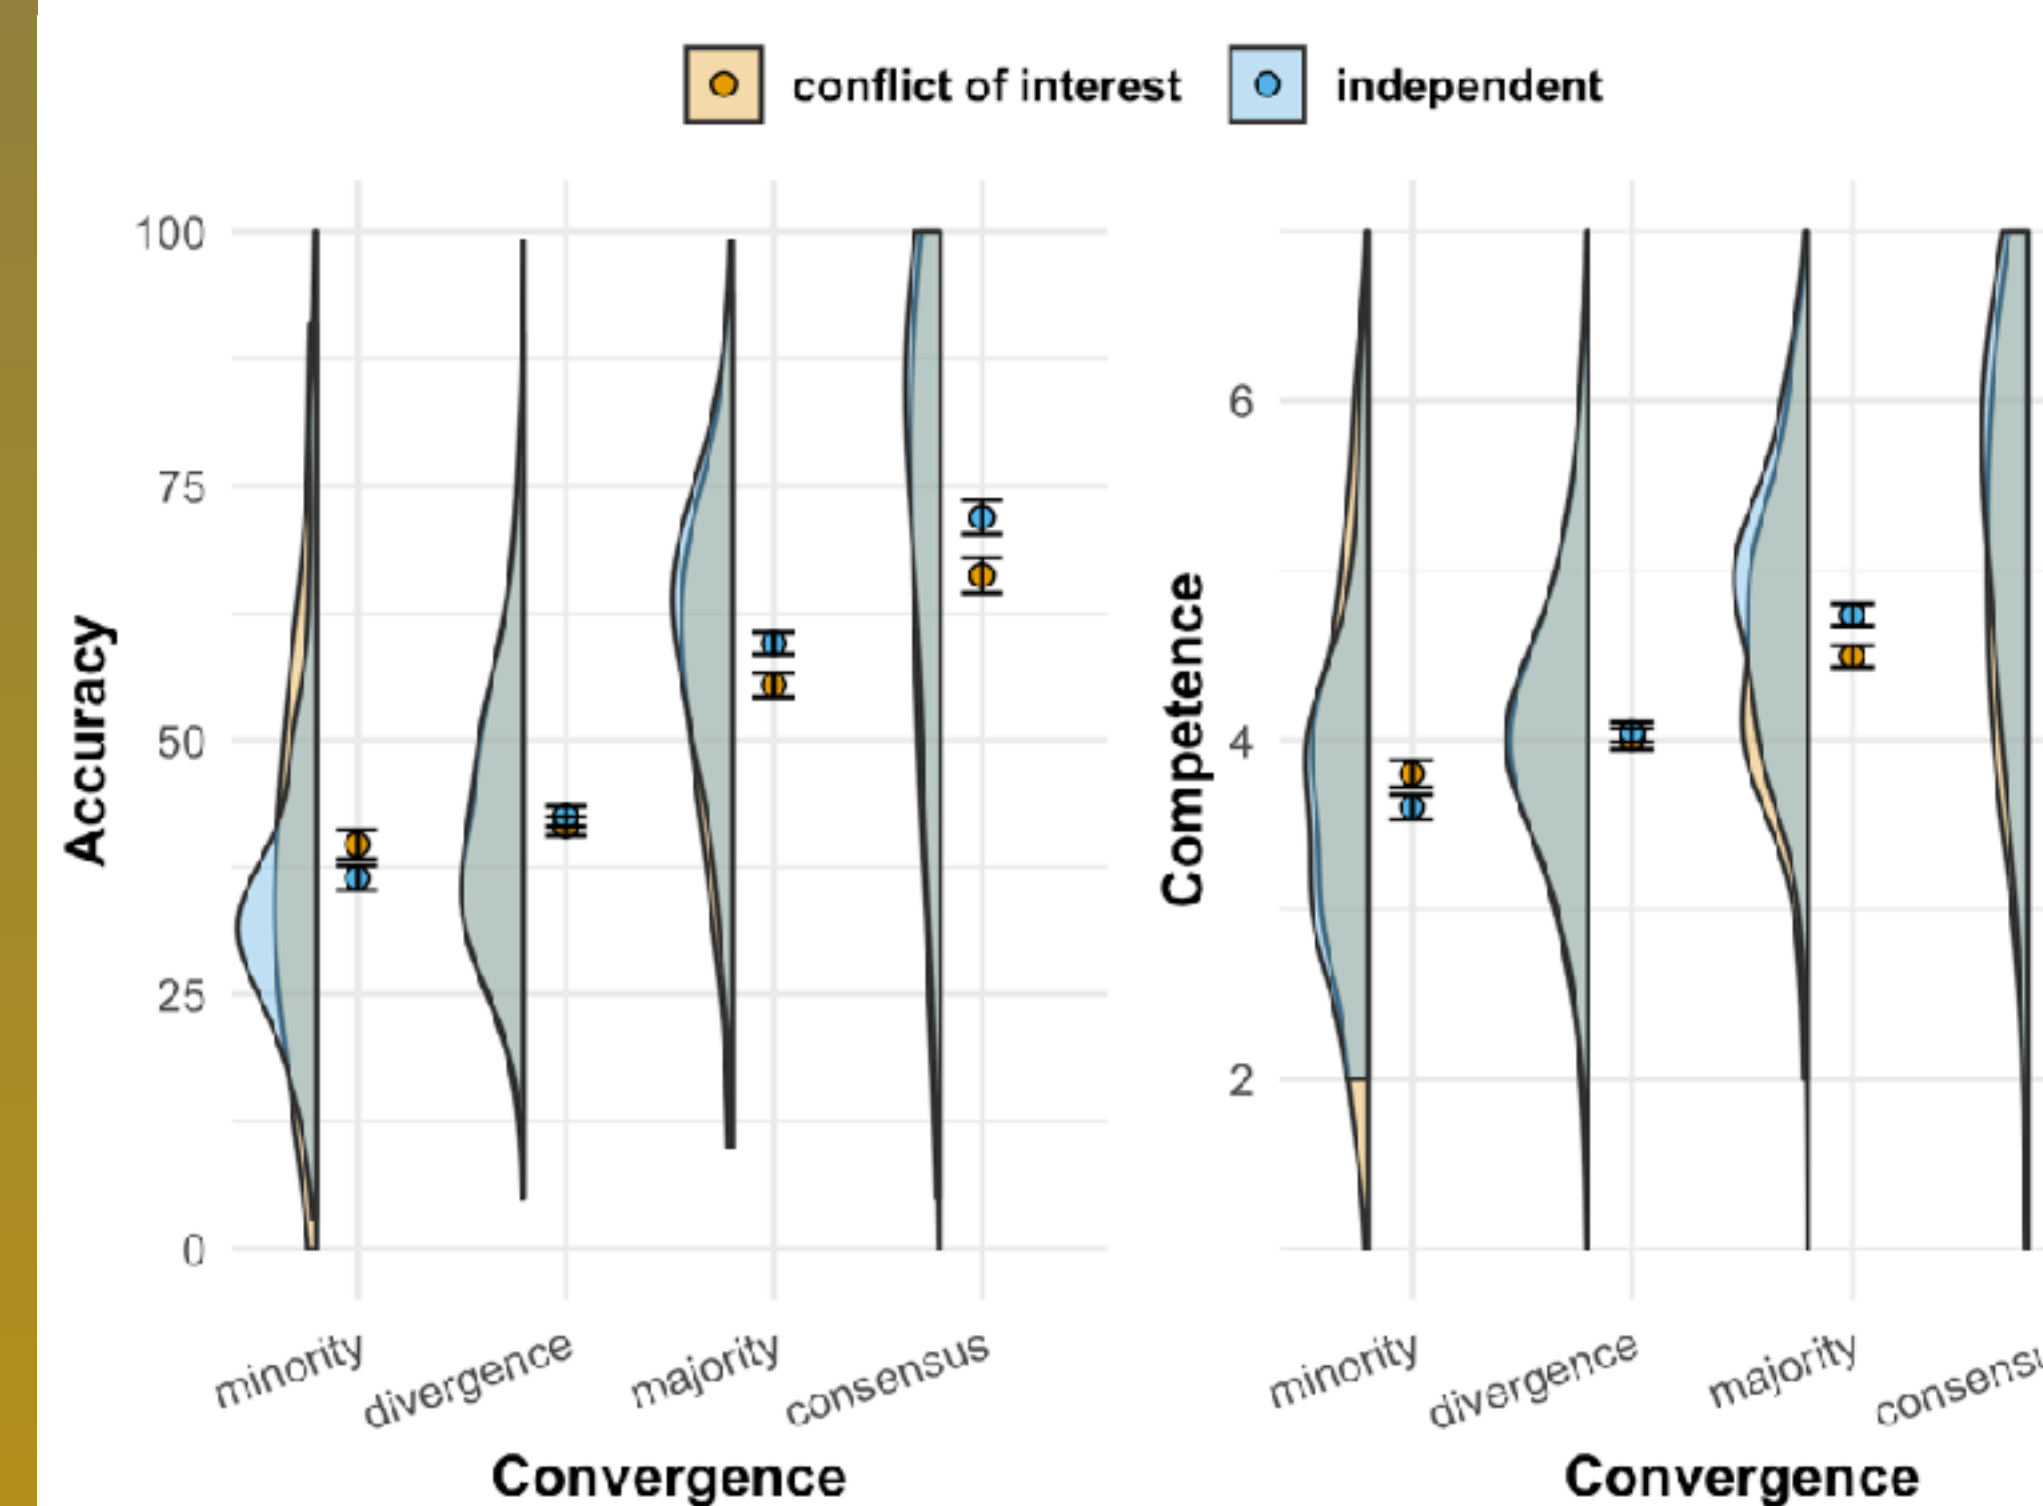 conflict of interest independent
Accuracy
100
75
50
25
0
minority divergence majority consensus
Convergence
Competence
6
4
2
minority divergence majority
Convergence